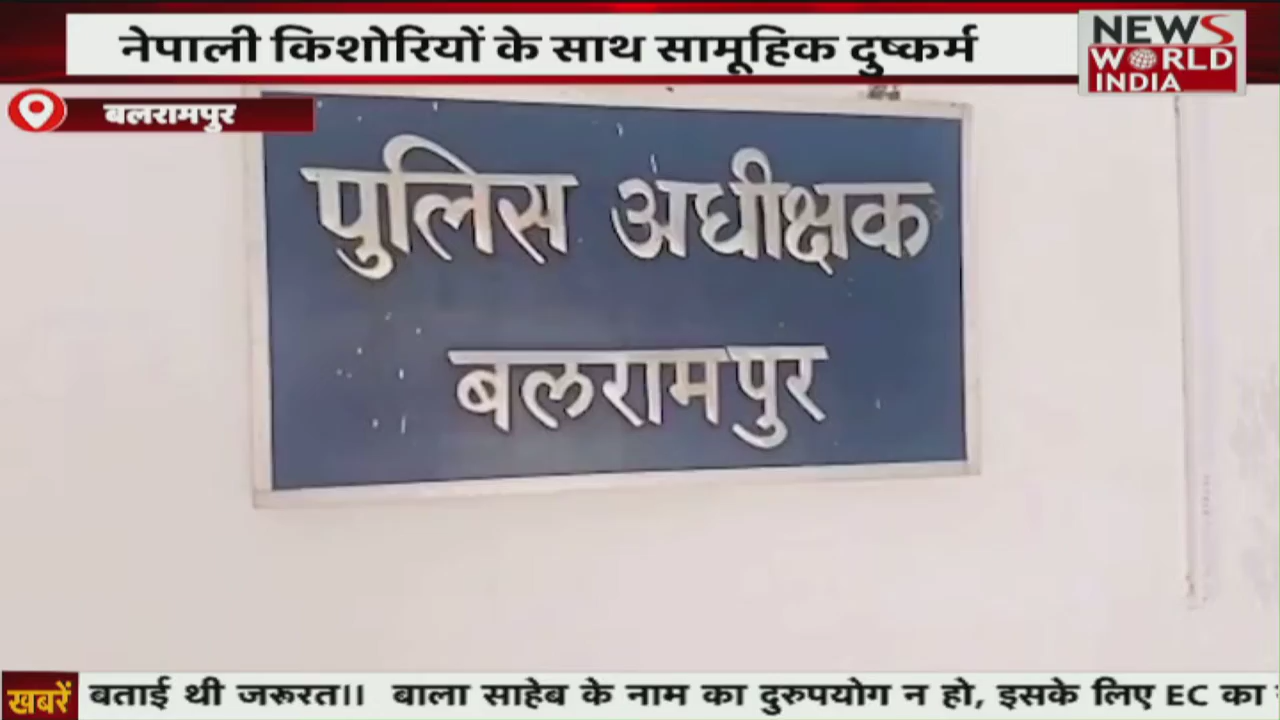 नेपाली किशोरियों के साथ सामूहिक दुष्कर्म
NEWS
WORLD
INDIA
बलरामपुर
पुलिस अधीक्षक
बलरामपुर
खबरें
बताई थी जरूरत।। बाला साहेब के नाम का दुरुपयोग न हो, इसके लिए EC का